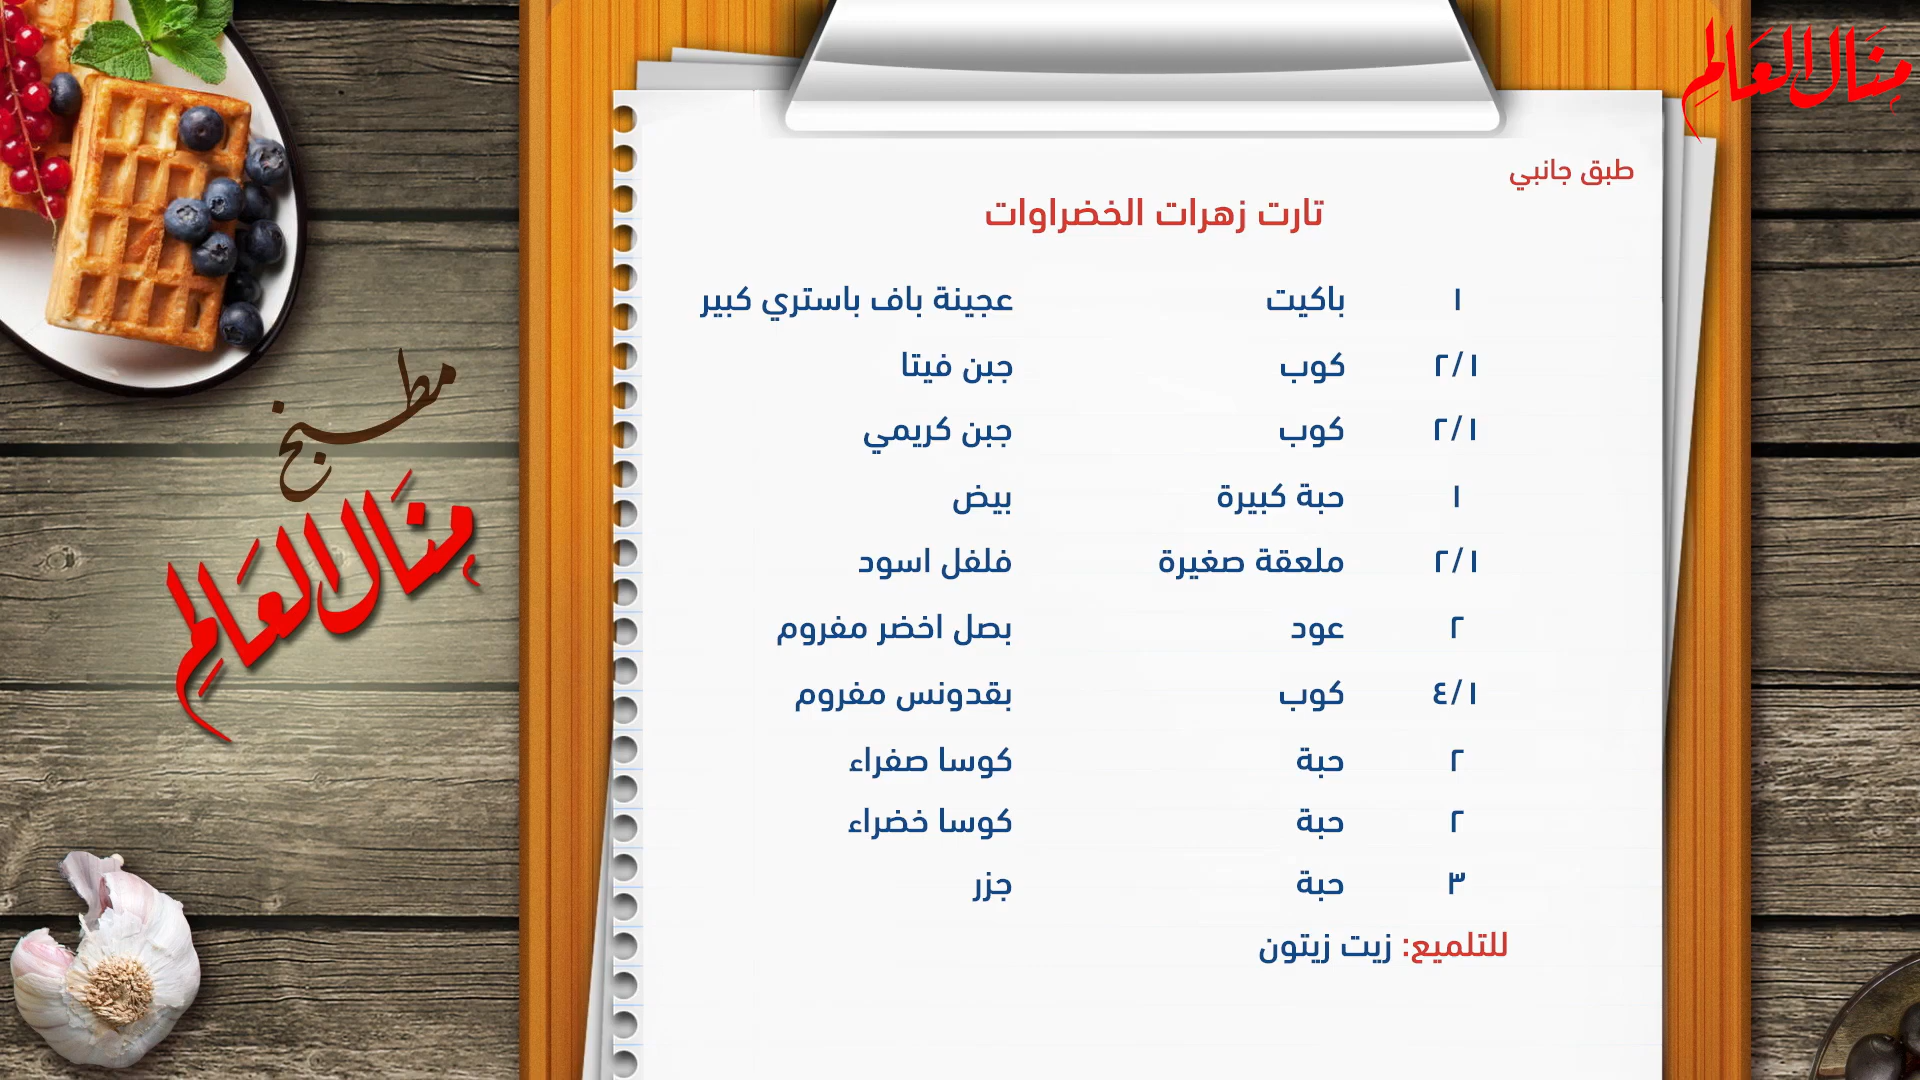 منال العالم
طبق جانبي
تارت زهرات الخضراوات
١ باكيت عجينة باف باستري كبير
٢/١ كوب جبن فيتا
٢/١ كوب جبن كريمي
١ حبة كبيرة بيض
٢/١ ملعقة صغيرة فلفل اسود
٢ عود بصل اخضر مفروم
٤/١ كوب بقدونس مفروم
٢ حبة كوسا صفراء
٢ حبة كوسا خضراء
٣ حبة جزر
للتلميع: زيت زيتون
مطبخ
منال العالم